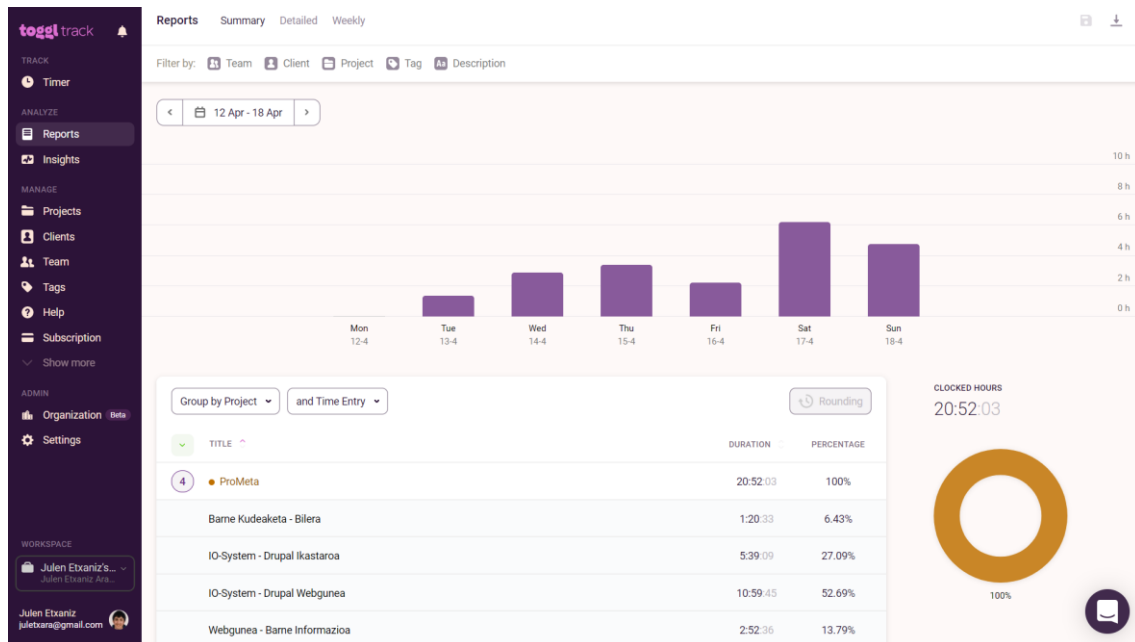 toggl track
Reports Summary Detailed Weekly
TRACK
Timer
ANALYZE
Reports
Insights
MANAGE
Projects
Clients
Team
Tags
Help
Subscription
Show more
ADMIN
Organization Beta
Settings
WORKSPACE
Julen Etxaniz's...
Julen Etxaniz Ara...
Julen Etxaniz
juletxara@gmail.com
Filter by: Team Client Project Tag Aa Description
12 Apr - 18 Apr
10 h
8 h
6 h
4 h
2 h
0 h
Mon Tue Wed Thu Fri Sat Sun
12-4 13-4 14-4 15-4 16-4 17-4 18-4
Group by Project and Time Entry Rounding
TITLE DURATION PERCENTAGE
4 ProMeta 20:52:03 100%
Barne Kudeaketa - Bilera 1:20:33 6.43%
IO-System - Drupal Ikastaroa 5:39:09 27.09%
IO-System - Drupal Webgunea 10:59:45 52.69%
Webgunea - Barne Informazioa 2:52:36 13.79%
CLOCKED HOURS
20:52:03
100%